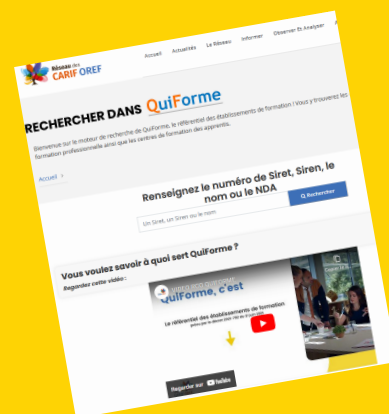 Réseau des
CARIF OREF
Accueil Actualités Le Réseau Informer Observer Et Analyser
RECHERCHER DANS QuiForme
Bienvenue sur le moteur de recherche de QuiForme, le référentiel des établissements de formation ! Vous y trouverez les
formation professionnelle ainsi que les centres de formation des apprentis.
Accueil >
Renseignez le numéro de Siret, Siren, le
nom ou le NDA
Un Siret, un Siren ou le nom
Rechercher
Vous voulez savoir à quoi sert QuiForme ?
Regardez cette vidéo :
QuiForme, c'est
Le référentiel des établissements de formation
Regarder sur YouTube